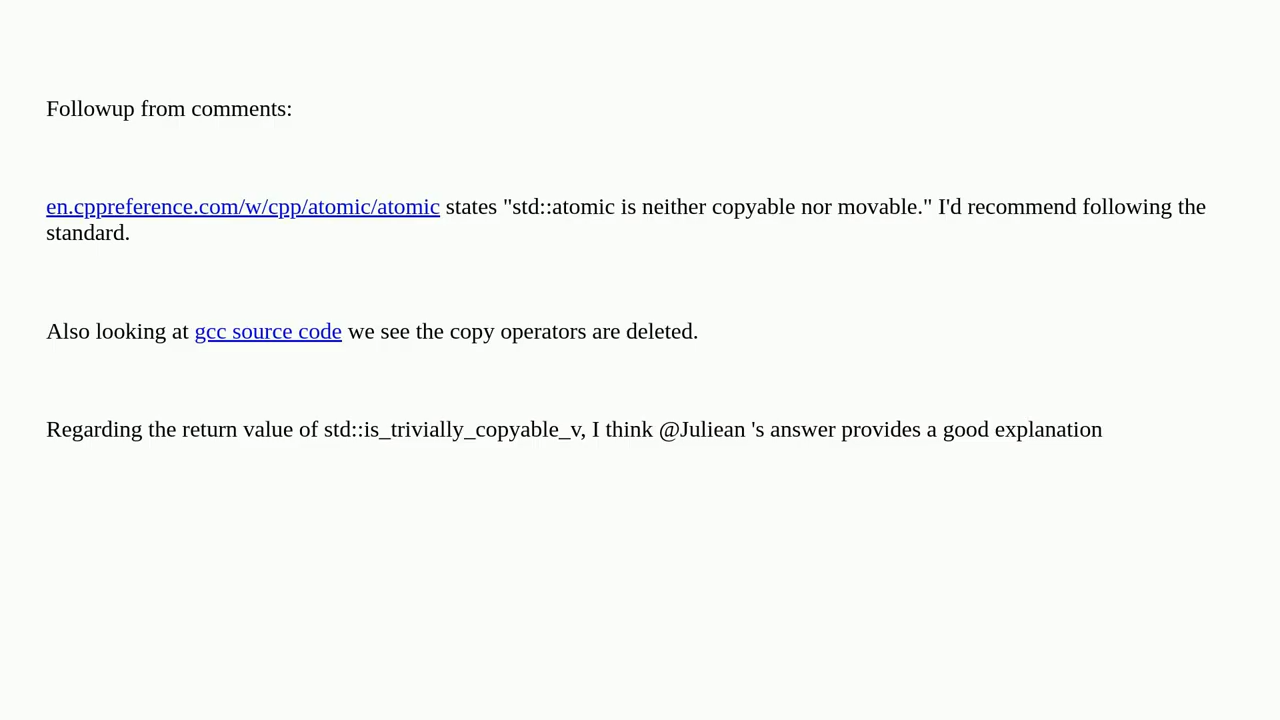 Followup from comments:
en.cppreference.com/w/cpp/atomic/atomic states "std::atomic is neither copyable nor movable." I'd recommend following the
standard.
Also looking at gcc source code we see the copy operators are deleted.
Regarding the return value of std::is_trivially_copyable_v, I think @Juliean 's answer provides a good explanation